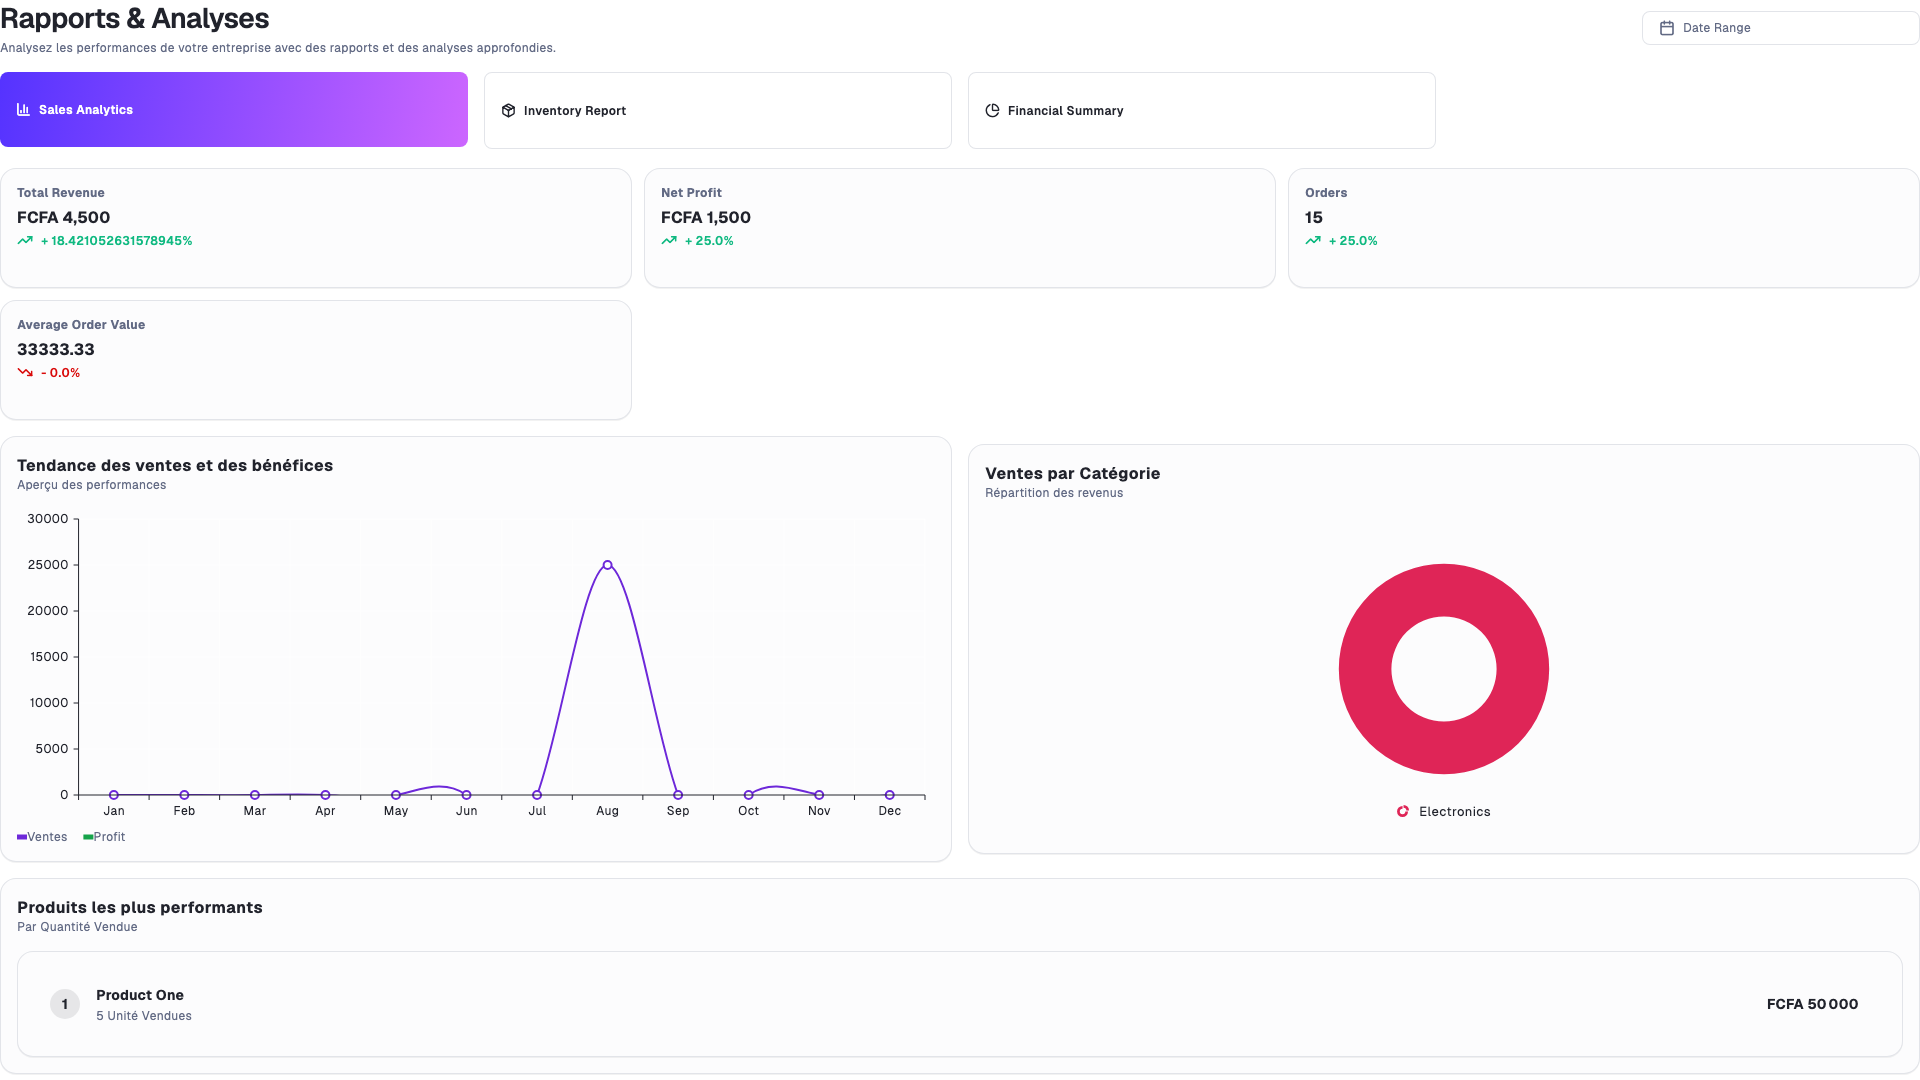 Rapports & Analyses
Analysez les performances de votre entreprise avec des rapports et des analyses approfondies.
Date Range
Sales Analytics
Inventory Report
Financial Summary
Total Revenue
FCFA 4,500
+ 18.421052631578945%
Net Profit
FCFA 1,500
+ 25.0%
Orders
15
+ 25.0%
Average Order Value
33333.33
- 0.0%
Tendance des ventes et des bénéfices
Aperçu des performances
30000
25000
20000
15000
10000
5000
0
Jan Feb Mar Apr May Jun Jul Aug Sep Oct Nov Dec
Ventes Profit
Ventes par Catégorie
Répartition des revenus
Electronics
Produits les plus performants
Par Quantité Vendue
1
Product One
5 Unité Vendues
FCFA 50 000